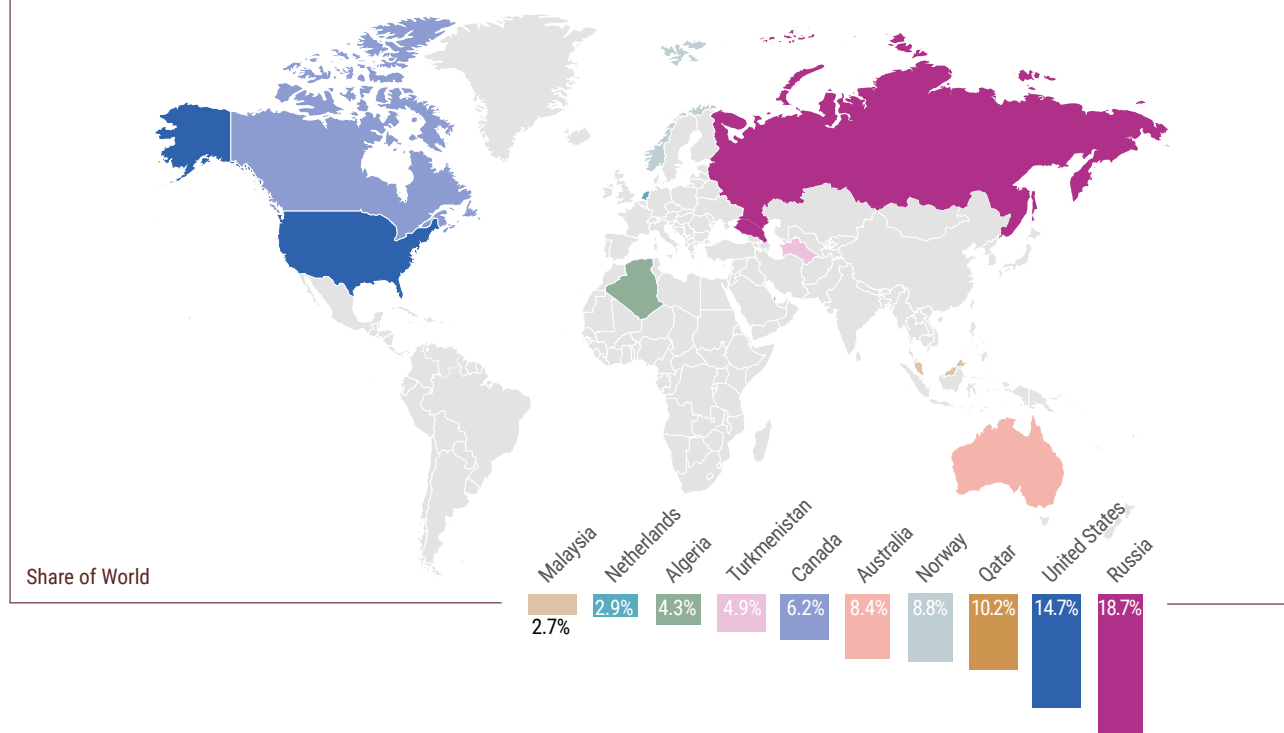 Share of World
Malaysia
Netherlands
Algeria
Turkmenistan
Canada
Australia
Norway
Qatar
United States
Russia
2.7%
2.9%
4.3%
4.9%
6.2%
8.4%
8.8%
10.2%
14.7%
18.7%